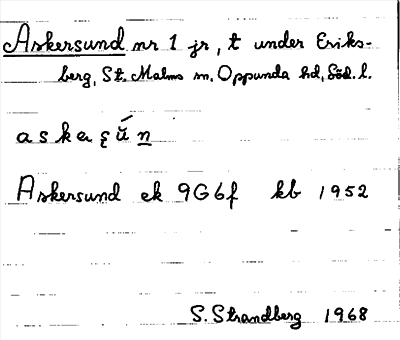 Askersund nr 1 jr, t under Eriks-
berg, St. Malms sn, Oppunda hd, Söd. l.
a s k a ʂ ú̆ n
Askersund ek 9G6f kb 1952
S. Strandberg 1968